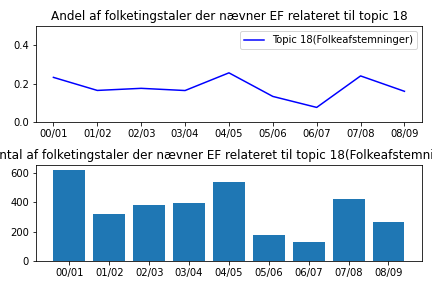 Andel af folketingstaler der nævner EF relateret til topic 18
Topic 18(Folkeafstemninger)
0.4
0.2
0.0
00/01 01/02 02/03 03/04 04/05 05/06 06/07 07/08 08/09
ntal af folketingstaler der nævner EF relateret til topic 18(Folkeafstemni
600
400
200
0
00/01 01/02 02/03 03/04 04/05 05/06 06/07 07/08 08/09